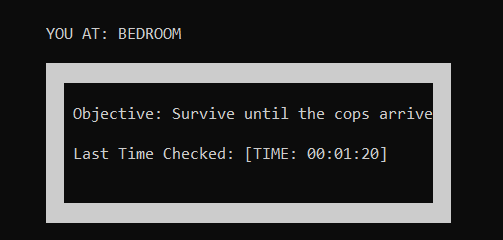 YOU AT: BEDROOM
Objective: Survive until the cops arrive
Last Time Checked: [TIME: 00:01:20]